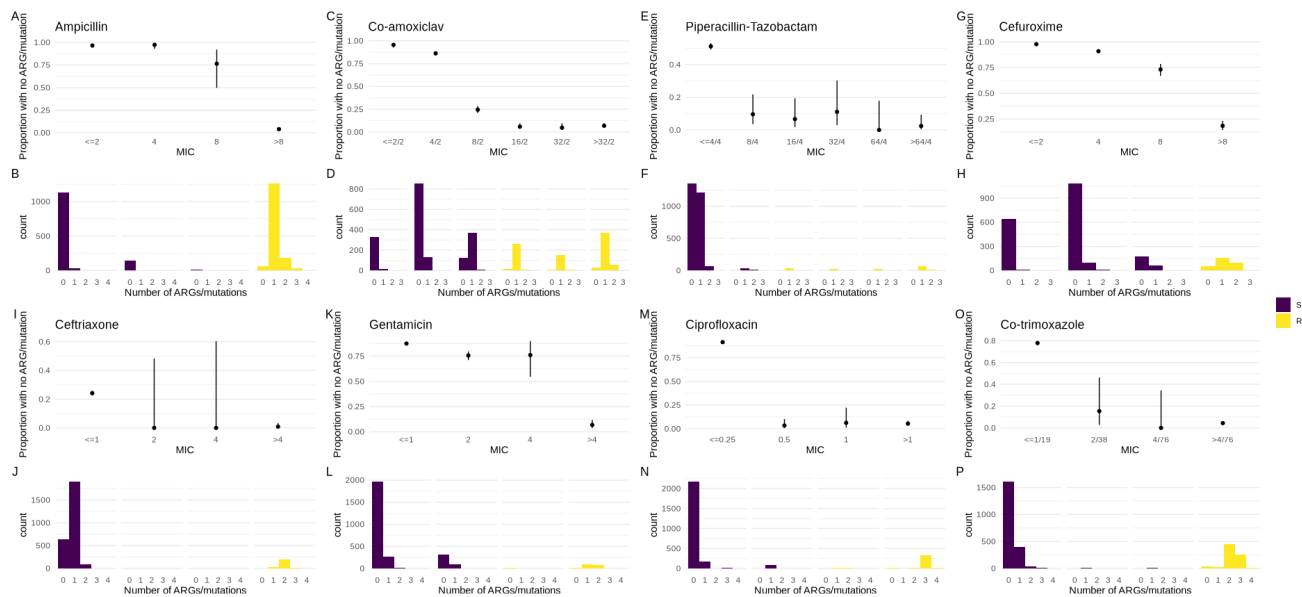 A
Ampicillin
Proportion with no ARG/mutation
1.00
0.75
0.50
0.25
0.00
<=2 4 8 >8
MIC
C
Co-amoxiclav
Proportion with no ARG/mutation
1.00
0.75
0.50
0.25
0.00
<=2/2 4/2 8/2 16/2 32/2 >32/2
MIC
E
Piperacillin-Tazobactam
Proportion with no ARG/mutation
0.4
0.2
0.0
<=4/4 8/4 16/4 32/4 64/4 >64/4
MIC
G
Cefuroxime
Proportion with no ARG/mutation
1.00
0.75
0.50
0.25
<=2 4 8 >8
MIC
B
count
1000
500
0
0 1 2 3 4 0 1 2 3 4 0 1 2 3 4 0 1 2 3 4
Number of ARGs/mutations
D
count
800
600
400
200
0
0 1 2 3 0 1 2 3 0 1 2 3 0 1 2 3 0 1 2 3 0 1 2 3
Number of ARGs/mutations
F
count
1000
500
0
0 1 2 3 0 1 2 3 0 1 2 3 0 1 2 3 0 1 2 3 0 1 2 3
Number of ARGs/mutations
H
count
900
600
300
0
0 1 2 3 0 1 2 3 0 1 2 3 0 1 2 3
Number of ARGs/mutations
S
R
I
Ceftriaxone
Proportion with no ARG/mutation
0.6
0.4
0.2
0.0
<=1 2 4 >4
MIC
K
Gentamicin
Proportion with no ARG/mutation
0.75
0.50
0.25
0.00
<=1 2 4 >4
MIC
M
Ciprofloxacin
Proportion with no ARG/mutation
0.75
0.50
0.25
0.00
<=0.25 0.5 1 >1
MIC
O
Co-trimoxazole
Proportion with no ARG/mutation
0.8
0.6
0.4
0.2
0.0
<=1/19 2/38 4/76 >4/76
MIC
J
count
1500
1000
500
0
0 1 2 3 4 0 1 2 3 4 0 1 2 3 4 0 1 2 3 4
Number of ARGs/mutations
L
count
2000
1500
1000
500
0
0 1 2 3 4 0 1 2 3 4 0 1 2 3 4 0 1 2 3 4
Number of ARGs/mutations
N
count
2000
1500
1000
500
0
0 1 2 3 4 0 1 2 3 4 0 1 2 3 4 0 1 2 3 4
Number of ARGs/mutations
P
count
1500
1000
500
0
0 1 2 3 4 0 1 2 3 4 0 1 2 3 4 0 1 2 3 4
Number of ARGs/mutations